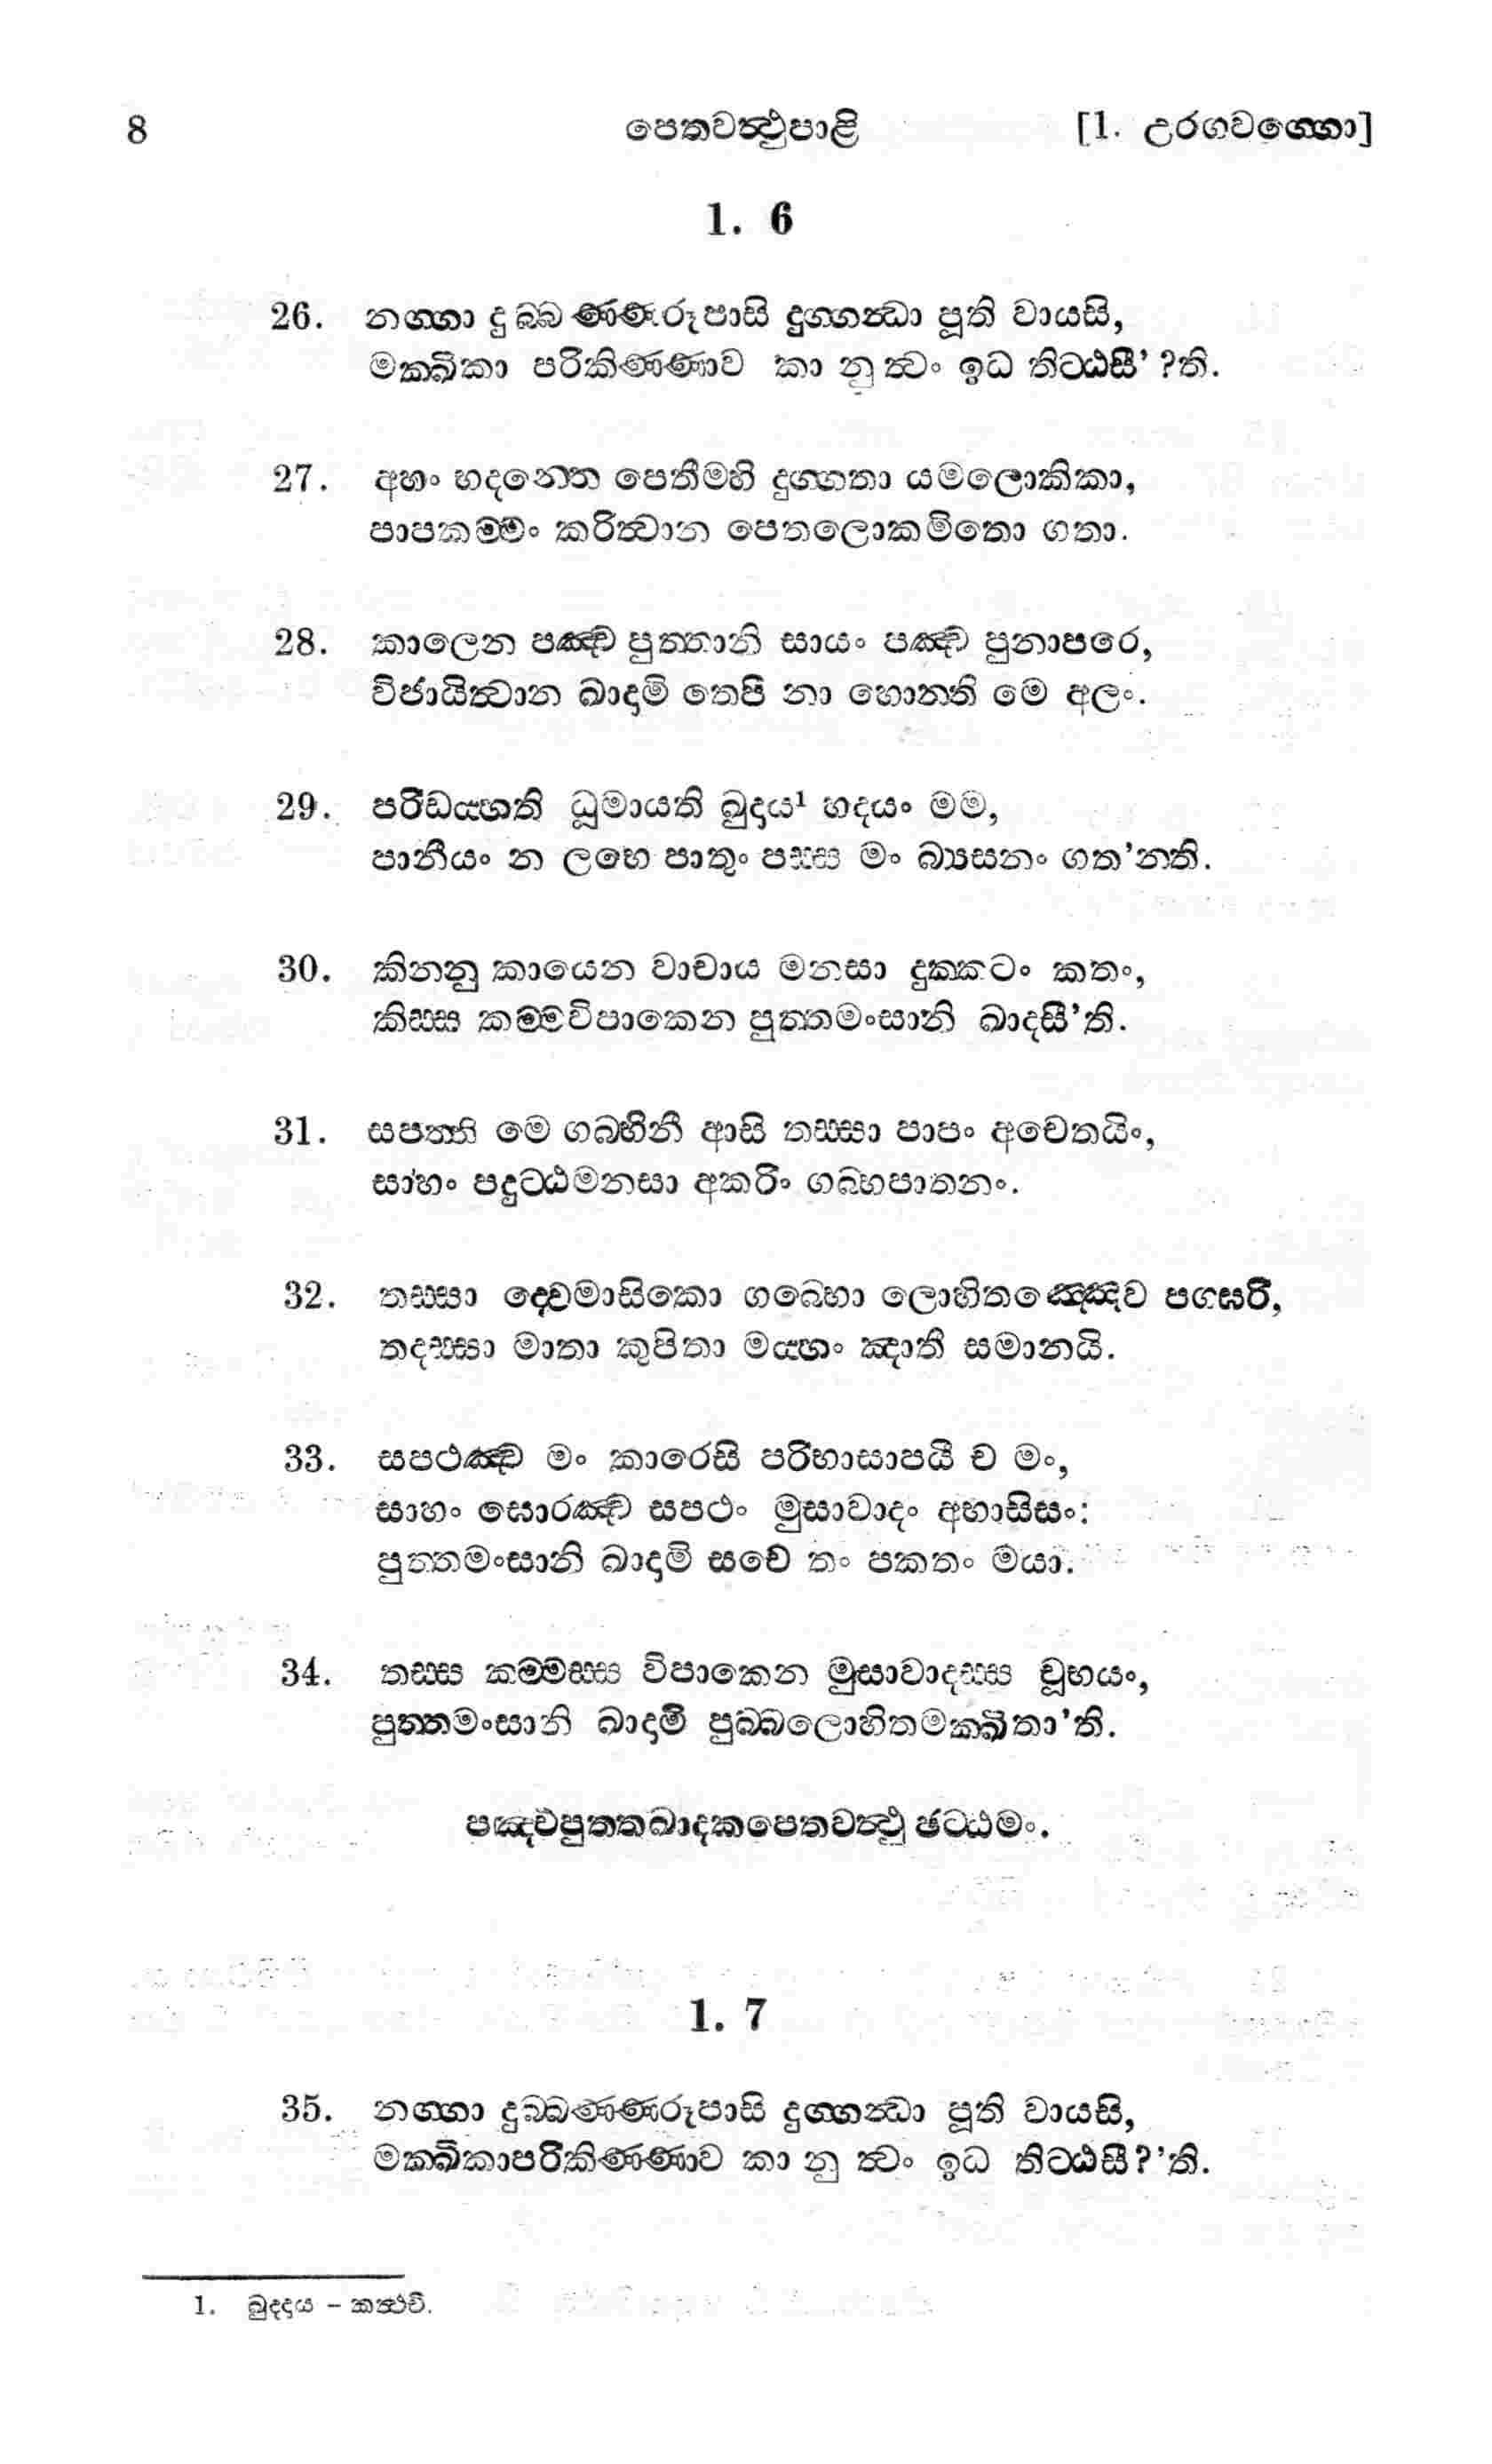 8 පෙතවත්‍ථුපාළි [1. උරගවග්ගො]
1. 6
26. නග්ගා දුබ්බණ්ණරූපාසි දුග්ගන්‍ධා පූති වායසි,
මක්ඛිකා පරිකිණ්ණාව කා නු ත්‍වං ඉධ තිට්ඨසී’ ?ති.
27. අහං භදන්තෙ පෙතීම්හි දුග්ගතා යමලොකිකා,
පාපකම්මං කරිත්‍වාන පෙතලොකමිතො ගතා.
28. කාලෙන පඤ්ච පුත්තානි සායං පඤ්ච පුනාපරෙ,
විජායිත්‍වාන ඛාදාමි තෙපි නා හොන්ති මෙ අලං.
29. පරිඩය්හති ධූමායති ඛුදාය¹ හදයං මම,
පානීයං න ලභෙ පාතුං පස්ස මං බ්‍යසනං ගත’න්ති.
30. කින්නු කායෙන වාචාය මනසා දුක්කටං කතං,
කිස්ස කම්මවිපාකෙන පුත්තමංසානි ඛාදසී’ති.
31. සපත්ති මෙ ගබ්භිනී ආසි තස්සා පාපං අචෙතයිං,
සා’හං පදුට්ඨමනසා අකරිං ගබ්භපාතනං.
32. තස්සා ද්වෙමාසිකො ගබ්භො ලොහිතඤ්ඤෙව පග්ඝරි,
තදස්සා මාතා කුපිතා මය්හං ඤාතී සමානයි.
33. සපථඤ්ච මං කාරෙසි පරිභාසාපයී ච මං,
සාහං ඝොරඤ්ච සපථං මුසාවාදං අභාසිසං:
පුත්තමංසානි ඛාදාමි සචෙ තං පකතං මයා.
34. තස්ස කම්මස්ස විපාකෙන මුසාවාදස්ස චූභයං,
පුත්තමංසානි ඛාදාමි පුබ්බලොහිතමක්ඛිතා’ති.
පඤ්චපුත්තඛාදකපෙතවත්‍ථු ඡට්ඨමං.
1. 7
35. නග්ගා දුබ්බණ්ණරූපාසි දුග්ගන්‍ධා පූති වායසි,
මක්ඛිකාපරිකිණ්ණාව කා නු ත්‍වං ඉධ තිට්ඨසී?’ති.
1. ඛුද්දාය – කත්‍ථචි.